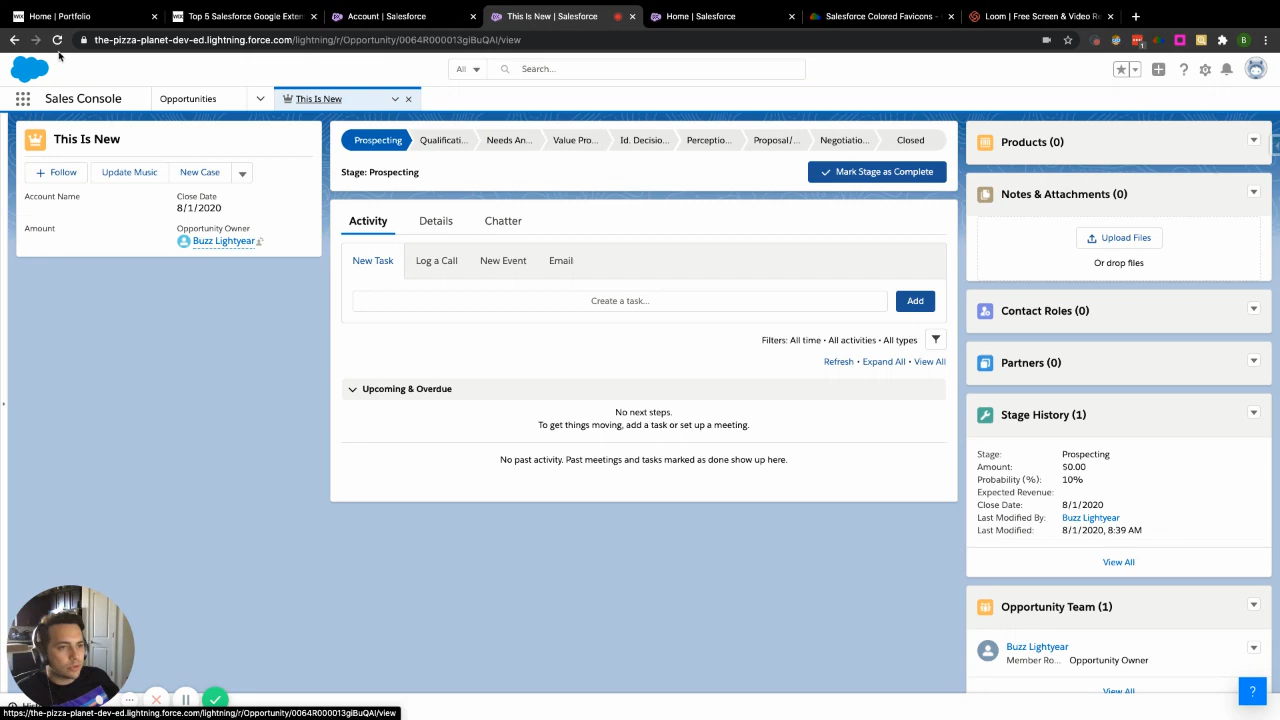 Home | Portfolio
Top 5 Salesforce Google Exten
Account | Salesforce
This Is New | Salesforce
Home | Salesforce
Salesforce Colored Favicons -
Loom | Free Screen & Video Re
the-pizza-planet-dev-ed.lightning.force.com/lightning/r/Opportunity/0064R000013giBuQAI/view
B
All
Search...
Sales Console
Opportunities
This Is New
This Is New
Follow
Update Music
New Case
Account Name
Close Date
8/1/2020
Amount
Opportunity Owner
Buzz Lightyear
Prospecting
Qualificati...
Needs An...
Value Pro...
Id. Decisio...
Perceptio...
Proposal/...
Negotiatio...
Closed
Stage: Prospecting
Mark Stage as Complete
Activity
Details
Chatter
New Task
Log a Call
New Event
Email
Create a task...
Add
Filters: All time • All activities • All types
Refresh • Expand All • View All
Upcoming & Overdue
No next steps.
To get things moving, add a task or set up a meeting.
No past activity. Past meetings and tasks marked as done show up here.
Products (0)
Notes & Attachments (0)
Upload Files
Or drop files
Contact Roles (0)
Partners (0)
Stage History (1)
Stage: Prospecting
Amount: $0.00
Probability (%): 10%
Expected Revenue:
Close Date: 8/1/2020
Last Modified By: Buzz Lightyear
Last Modified: 8/1/2020, 8:39 AM
View All
Opportunity Team (1)
Buzz Lightyear
Member Ro... Opportunity Owner
View All
https://the-pizza-planet-dev-ed.lightning.force.com/lightning/r/Opportunity/0064R000013giBuQAI/view